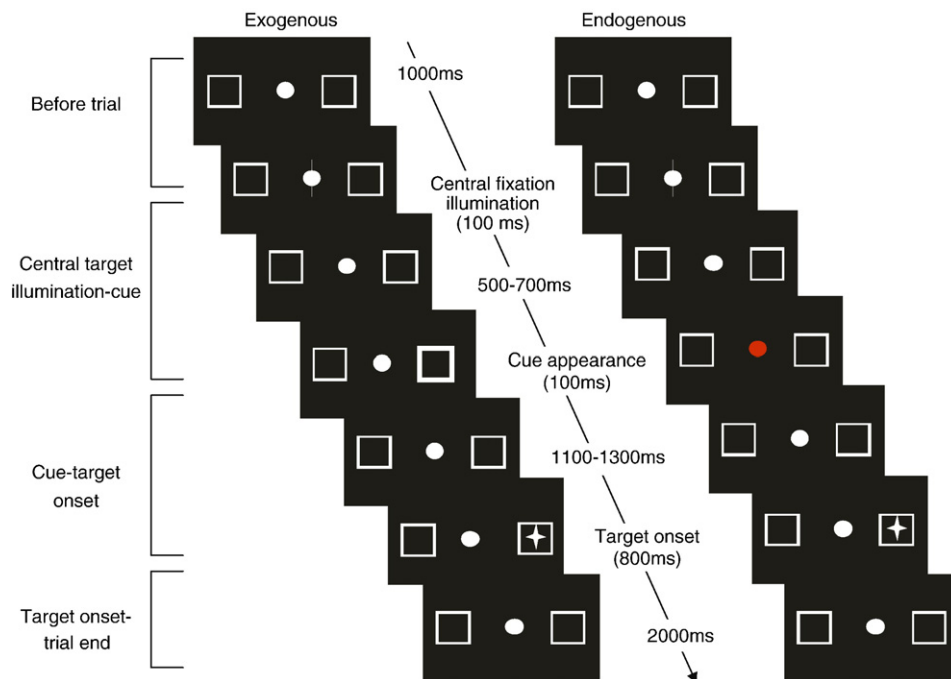 Exogenous
Endogenous
Before trial
1000ms
Central fixation
illumination
(100 ms)
Central target
illumination-cue
500-700ms
Cue appearance
(100ms)
Cue-target
onset
1100-1300ms
Target onset
(800ms)
Target onset-
trial end
2000ms